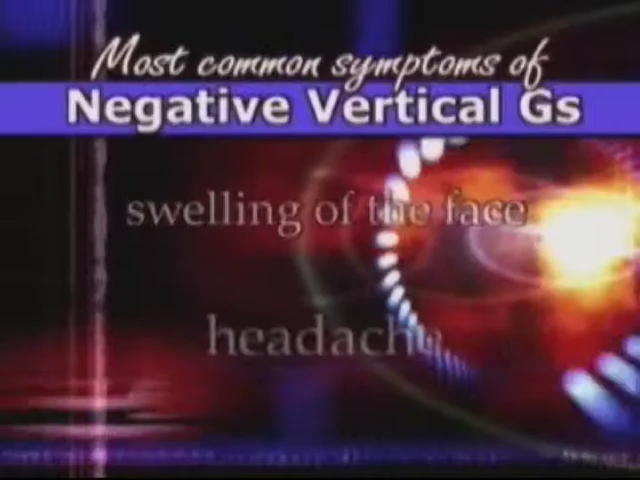 Most common symptoms of
Negative Vertical Gs
swelling of the face
headache